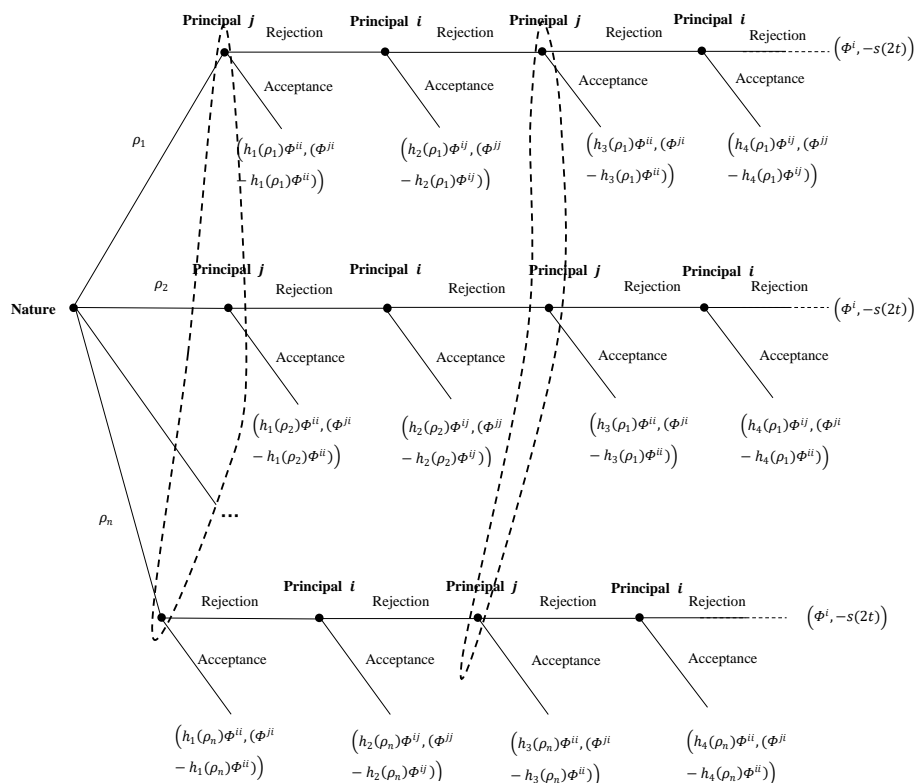 Principal j Principal i Principal j Principal i
Rejection Rejection Rejection Rejection
(Φ^i, −s(2t))
Acceptance Acceptance Acceptance Acceptance
ρ_1
(h_1(ρ_1)Φ^{ii}, (Φ^{ji} (h_2(ρ_1)Φ^{ij}, (Φ^{jj} (h_3(ρ_1)Φ^{ii}, (Φ^{ji} (h_4(ρ_1)Φ^{ij}, (Φ^{jj}
− h_1(ρ_1)Φ^{ii})) − h_2(ρ_1)Φ^{ij})) − h_3(ρ_1)Φ^{ii})) − h_4(ρ_1)Φ^{ij}))
Principal j Principal i Principal j Principal i
ρ_2 Rejection Rejection Rejection Rejection
Nature (Φ^i, −s(2t))
Acceptance Acceptance Acceptance Acceptance
(h_1(ρ_2)Φ^{ii}, (Φ^{ji} (h_2(ρ_2)Φ^{ij}, (Φ^{jj} (h_3(ρ_1)Φ^{ii}, (Φ^{ji} (h_4(ρ_1)Φ^{ij}, (Φ^{ji}
− h_1(ρ_2)Φ^{ii})) − h_2(ρ_2)Φ^{ij})) − h_3(ρ_1)Φ^{ii})) − h_4(ρ_1)Φ^{ii}))
ρ_n ...
Principal i Principal j Principal i
Rejection Rejection Rejection Rejection
(Φ^i, −s(2t))
Acceptance Acceptance Acceptance Acceptance
(h_1(ρ_n)Φ^{ii}, (Φ^{ji} (h_2(ρ_n)Φ^{ij}, (Φ^{jj} (h_3(ρ_n)Φ^{ii}, (Φ^{ji} (h_4(ρ_n)Φ^{ii}, (Φ^{ji}
− h_1(ρ_n)Φ^{ii})) − h_2(ρ_n)Φ^{ij})) − h_3(ρ_n)Φ^{ii})) − h_4(ρ_n)Φ^{ii}))